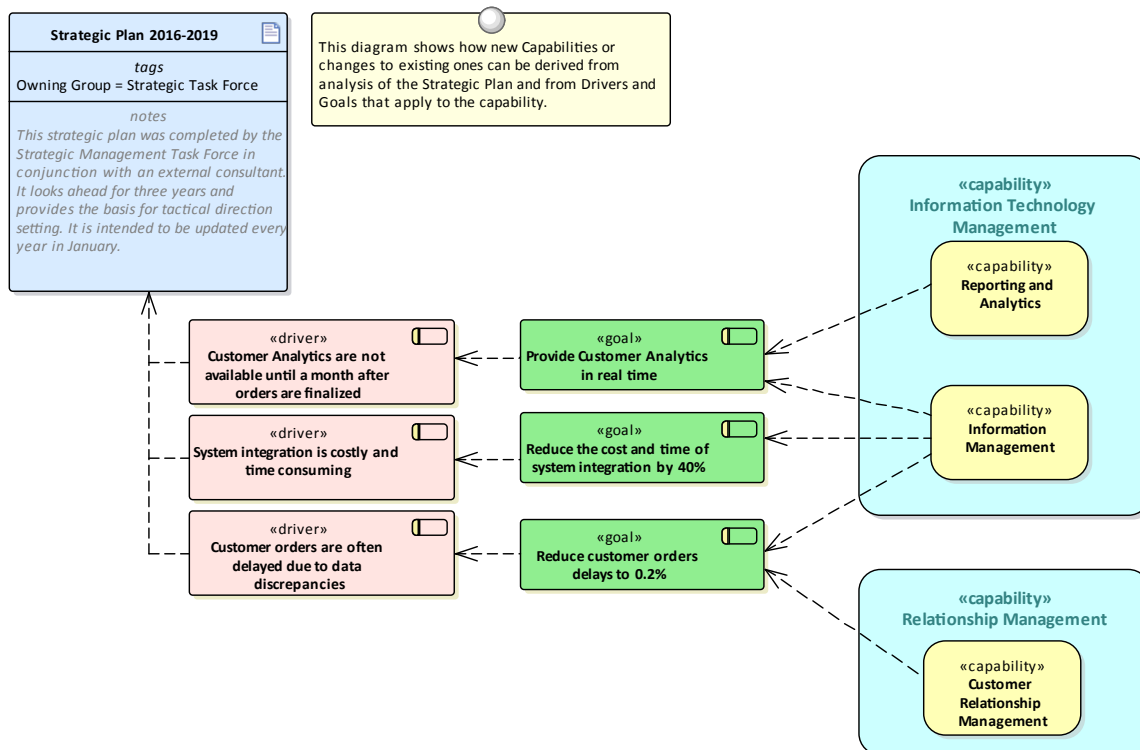 Strategic Plan 2016-2019
tags
Owning Group = Strategic Task Force
notes
This strategic plan was completed by the
Strategic Management Task Force in
conjunction with an external consultant.
It looks ahead for three years and
provides the basis for tactical direction
setting. It is intended to be updated every
year in January.
This diagram shows how new Capabilities or
changes to existing ones can be derived from
analysis of the Strategic Plan and from Drivers and
Goals that apply to the capability.
«driver»
Customer Analytics are not
available until a month after
orders are finalized
«driver»
System integration is costly and
time consuming
«driver»
Customer orders are often
delayed due to data
discrepancies
«goal»
Provide Customer Analytics
in real time
«goal»
Reduce the cost and time of
system integration by 40%
«goal»
Reduce customer orders
delays to 0.2%
«capability»
Information Technology
Management
«capability»
Reporting and
Analytics
«capability»
Information
Management
«capability»
Relationship Management
«capability»
Customer
Relationship
Management